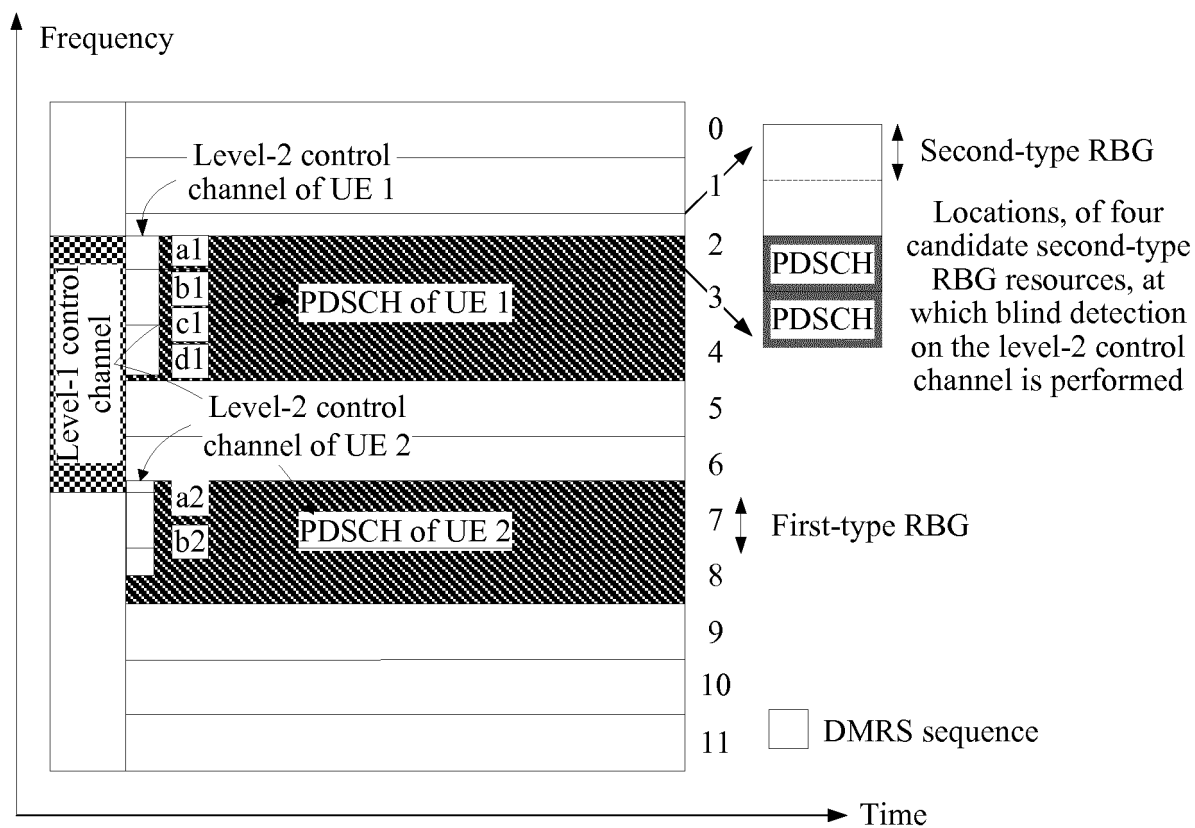 Frequency
0
1
2
3
4
5
6
7
8
9
10
11
Level-2 control
channel of UE 1
Level-1 control
channel
a1
b1
c1
d1
PDSCH of UE 1
Level-2 control
channel of UE 2
a2
b2
PDSCH of UE 2
Second-type RBG
PDSCH
PDSCH
Locations, of four
candidate second-type
RBG resources, at
which blind detection
on the level-2 control
channel is performed
First-type RBG
DMRS sequence
Time